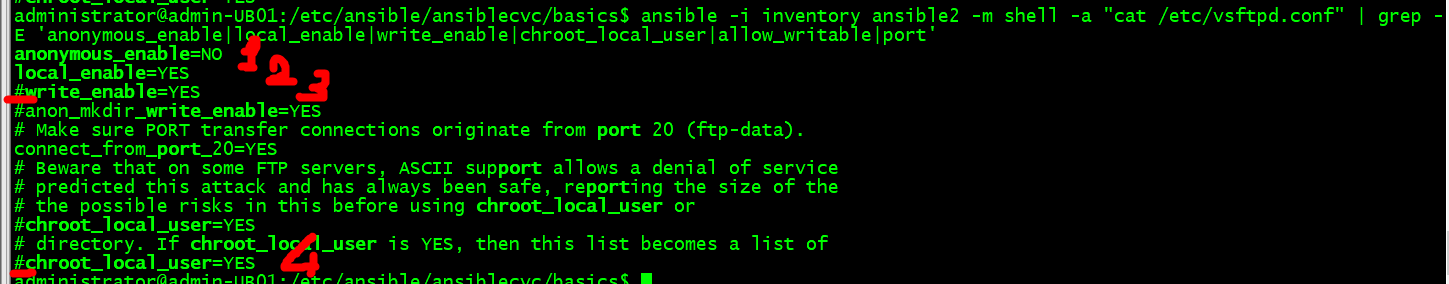 administrator@admin-UB01:/etc/ansible/ansiblecvc/basics$ ansible -i inventory ansible2 -m shell -a "cat /etc/vsftpd.conf" | grep -
E 'anonymous_enable|local_enable|write_enable|chroot_local_user|allow_writable|port'
anonymous_enable=NO 1
local_enable=YES 2
#write_enable=YES 3
#anon_mkdir_write_enable=YES
# Make sure PORT transfer connections originate from port 20 (ftp-data).
connect_from_port_20=YES
# Beware that on some FTP servers, ASCII support allows a denial of service
# predicted this attack and has always been safe, reporting the size of the
# the possible risks in this before using chroot_local_user or
#chroot_local_user=YES
# directory. If chroot_local_user is YES, then this list becomes a list of
#chroot_local_user=YES 4
administrator@admin-UB01:/etc/ansible/ansiblecvc/basics$